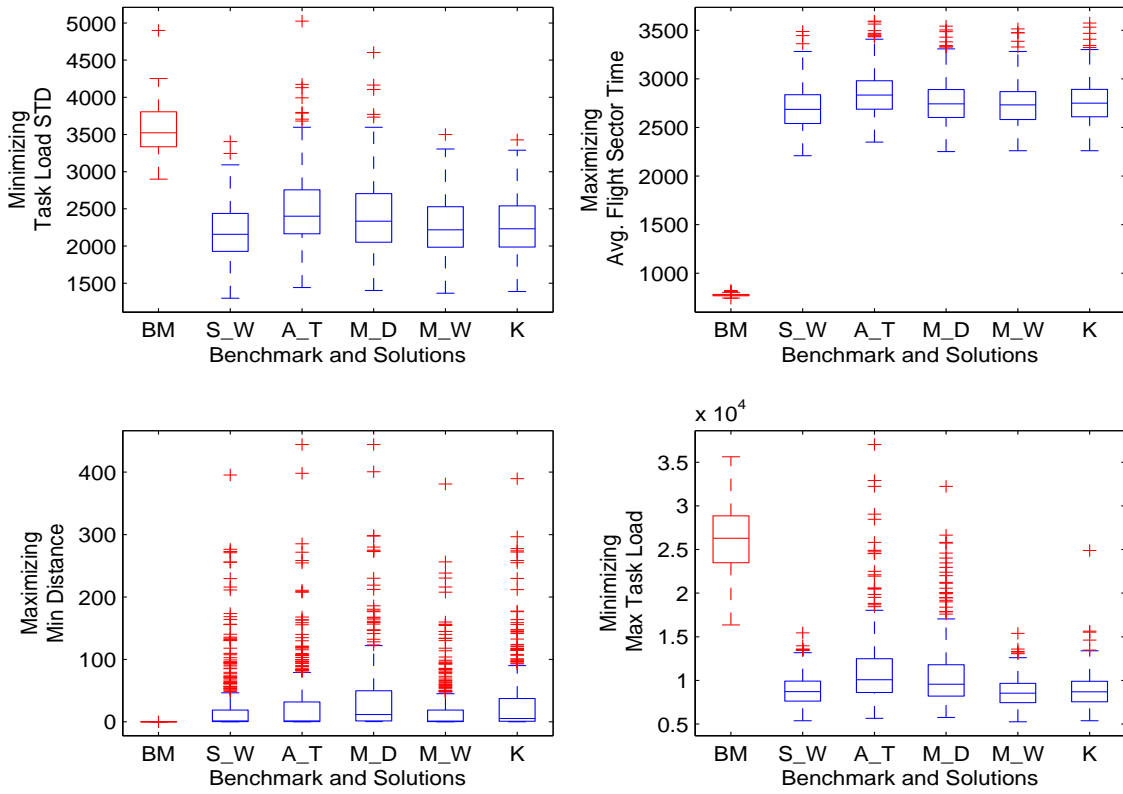 5000
4500
4000
3500
3000
2500
2000
1500
Minimizing
Task Load STD
BM S_W A_T M_D M_W K
Benchmark and Solutions
3500
3000
2500
2000
1500
1000
Maximizing
Avg. Flight Sector Time
BM S_W A_T M_D M_W K
Benchmark and Solutions
400
300
200
100
0
Maximizing
Min Distance
BM S_W A_T M_D M_W K
Benchmark and Solutions
x 10^4
3.5
3
2.5
2
1.5
1
0.5
Minimizing
Max Task Load
BM S_W A_T M_D M_W K
Benchmark and Solutions